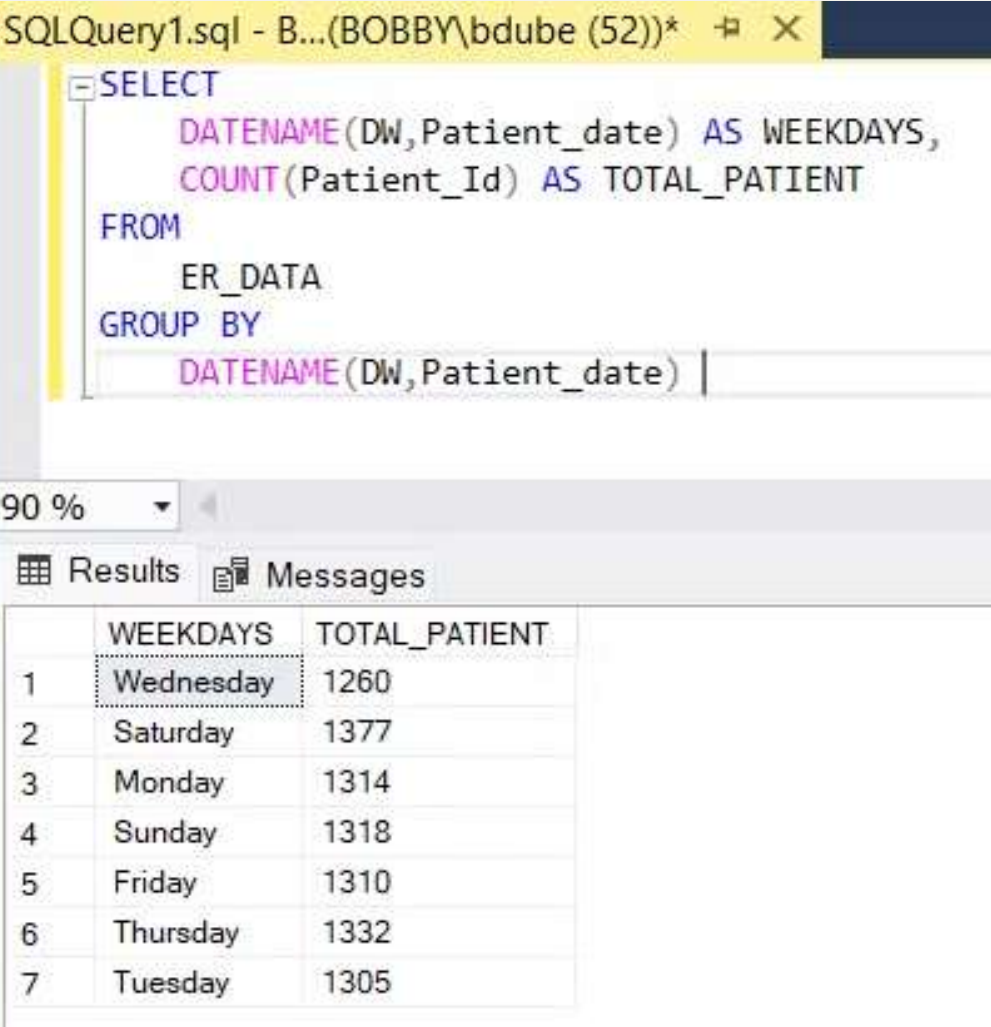 SQLQuery1.sql - B...(BOBBY\bdube (52))*
SELECT
DATENAME(DW,Patient_date) AS WEEKDAYS,
COUNT(Patient_Id) AS TOTAL_PATIENT
FROM
ER_DATA
GROUP BY
DATENAME(DW,Patient_date)
90 %
Results Messages
WEEKDAYS TOTAL_PATIENT
1 Wednesday 1260
2 Saturday 1377
3 Monday 1314
4 Sunday 1318
5 Friday 1310
6 Thursday 1332
7 Tuesday 1305